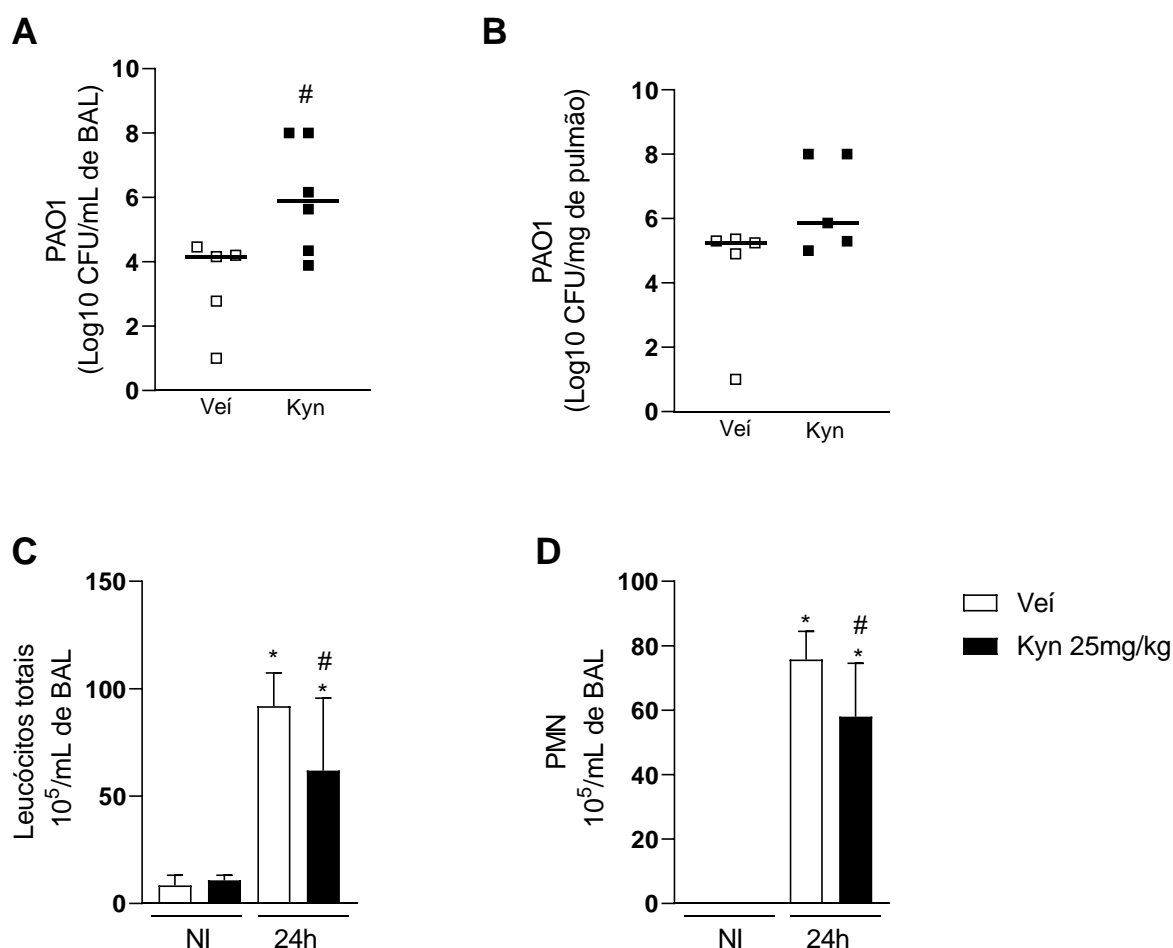 A
PAO1
(Log10 CFU/mL de BAL)
10
8
6
4
2
0
#
Veí
Kyn
B
PAO1
(Log10 CFU/mg de pulmão)
10
8
6
4
2
0
Veí
Kyn
C
Leucócitos totais
10⁵/mL de BAL
150
100
50
0
*
#
*
NI
24h
D
PMN
10⁵/mL de BAL
100
80
60
40
20
0
*
#
*
NI
24h
Veí
Kyn 25mg/kg